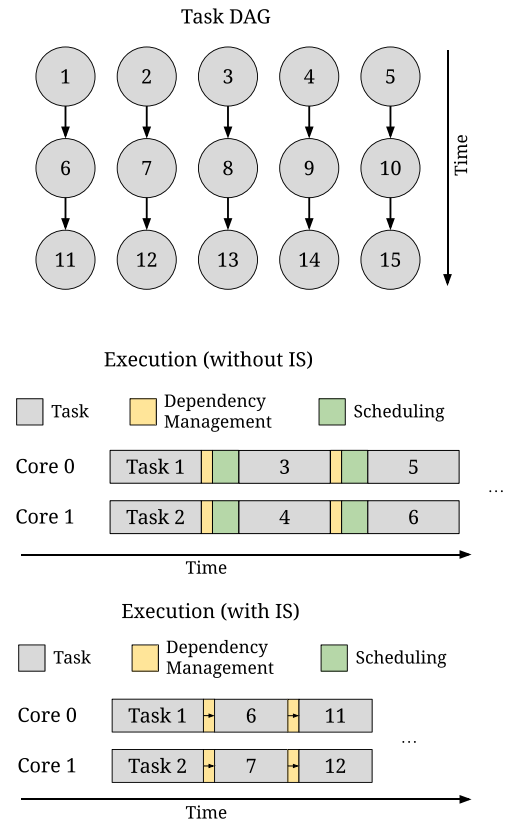 Task DAG
1 2 3 4 5
6 7 8 9 10
11 12 13 14 15
Time
Execution (without IS)
Task
Dependency
Management
Scheduling
Core 0 Task 1 3 5
...
Core 1 Task 2 4 6
Time
Execution (with IS)
Task
Dependency
Management
Scheduling
Core 0 Task 1 6 11
...
Core 1 Task 2 7 12
Time